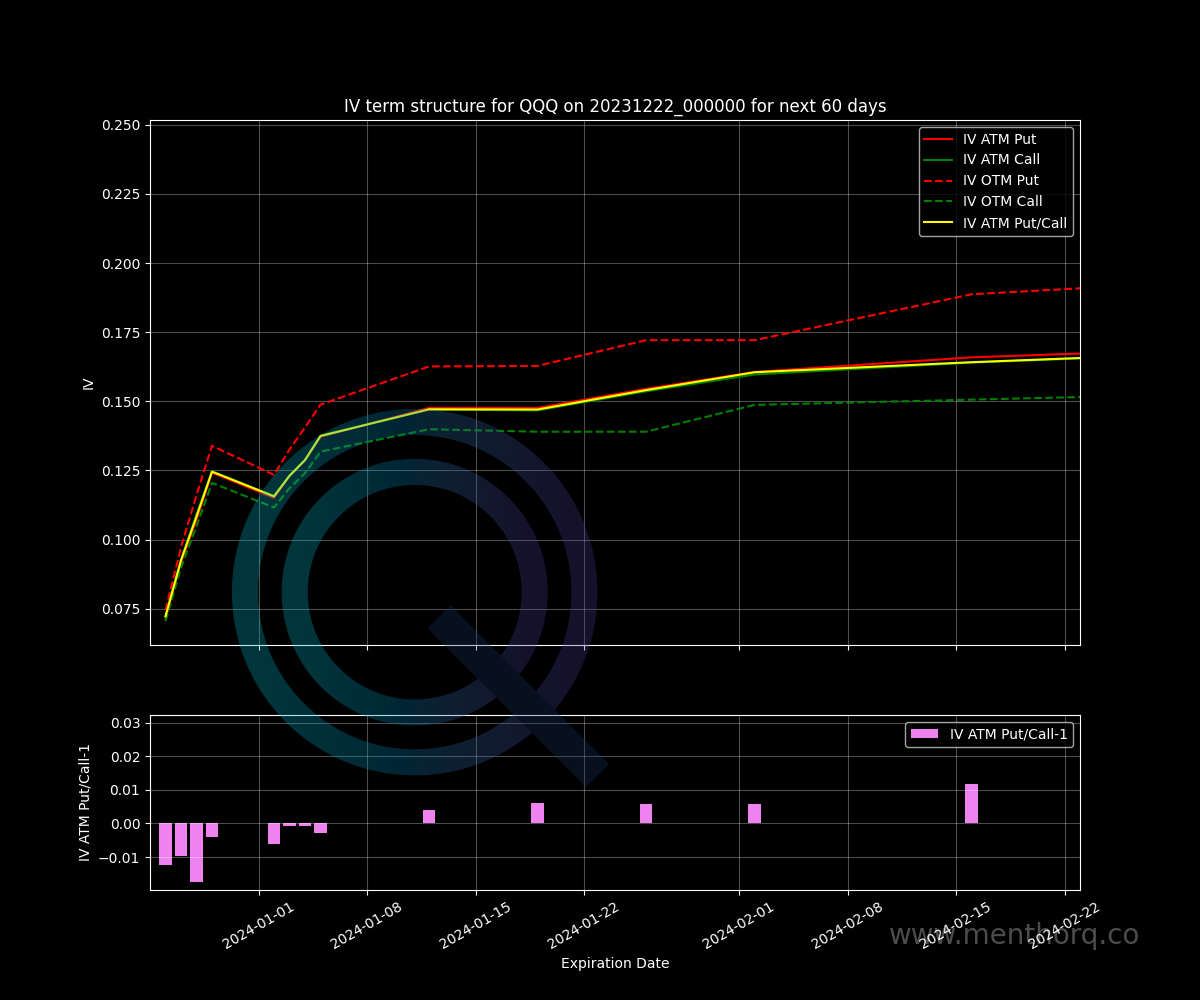 IV term structure for QQQ on 20231222_000000 for next 60 days
0.250
0.225
0.200
0.175
0.150
0.125
0.100
0.075
IV
IV ATM Put
IV ATM Call
IV OTM Put
IV OTM Call
IV ATM Put/Call
0.03
0.02
0.01
0.00
−0.01
IV ATM Put/Call-1
IV ATM Put/Call-1
2024-01-01
2024-01-08
2024-01-15
2024-01-22
2024-02-01
2024-02-08
2024-02-15
2024-02-22
www.menthorq.co
Expiration Date